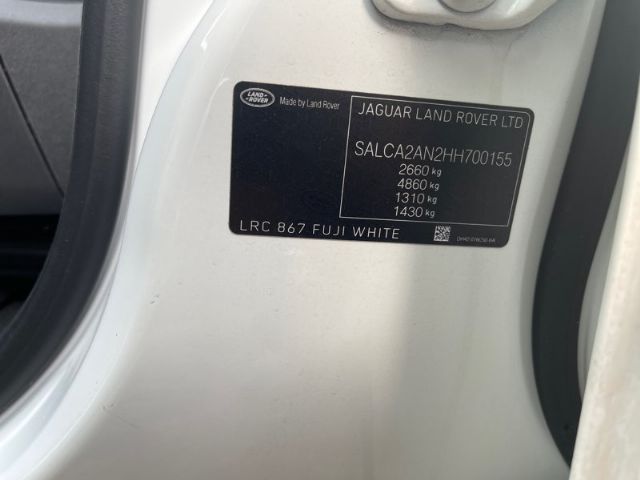 LAND
ROVER
Made by Land Rover
JAGUAR LAND ROVER LTD
SALCA2AN2HH700155
2660 kg
4860 kg
1310 kg
1430 kg
LRC 867 FUJI WHITE